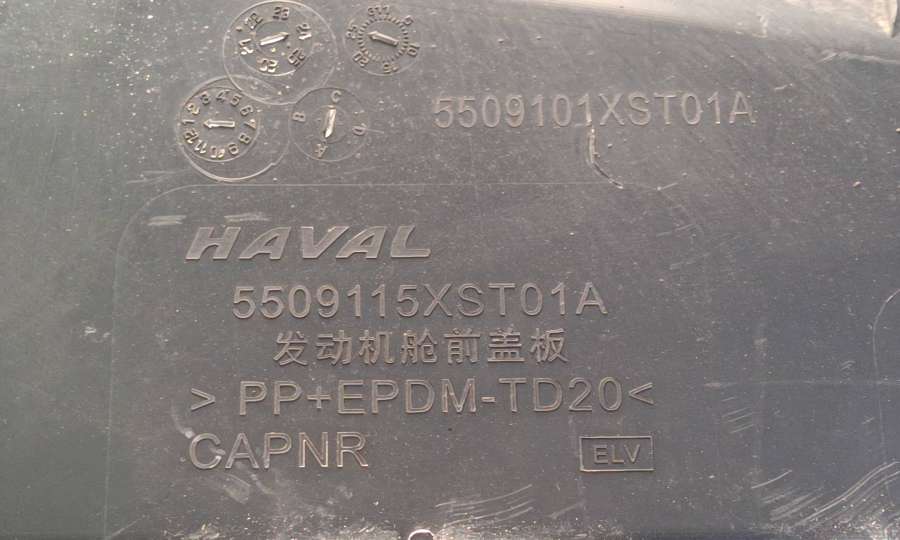 5509101XST01A
HAVAL
5509115XST01A
发动机舱前盖板
> PP+EPDM-TD20 <
CAPNR
ELV